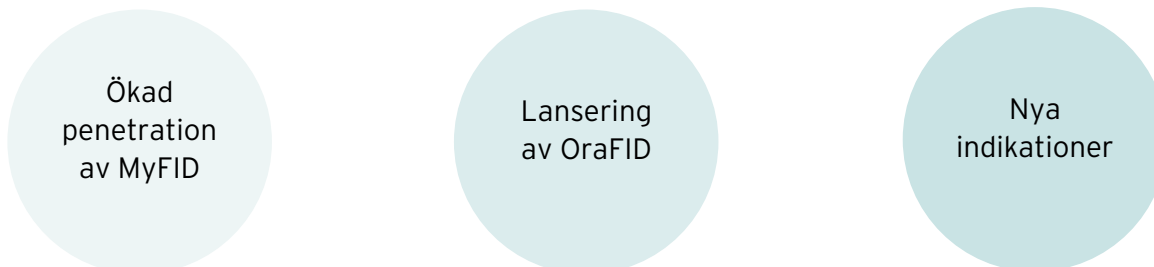 Ökad
penetration
av MyFID
Lansering
av OraFID
Nya
indikationer